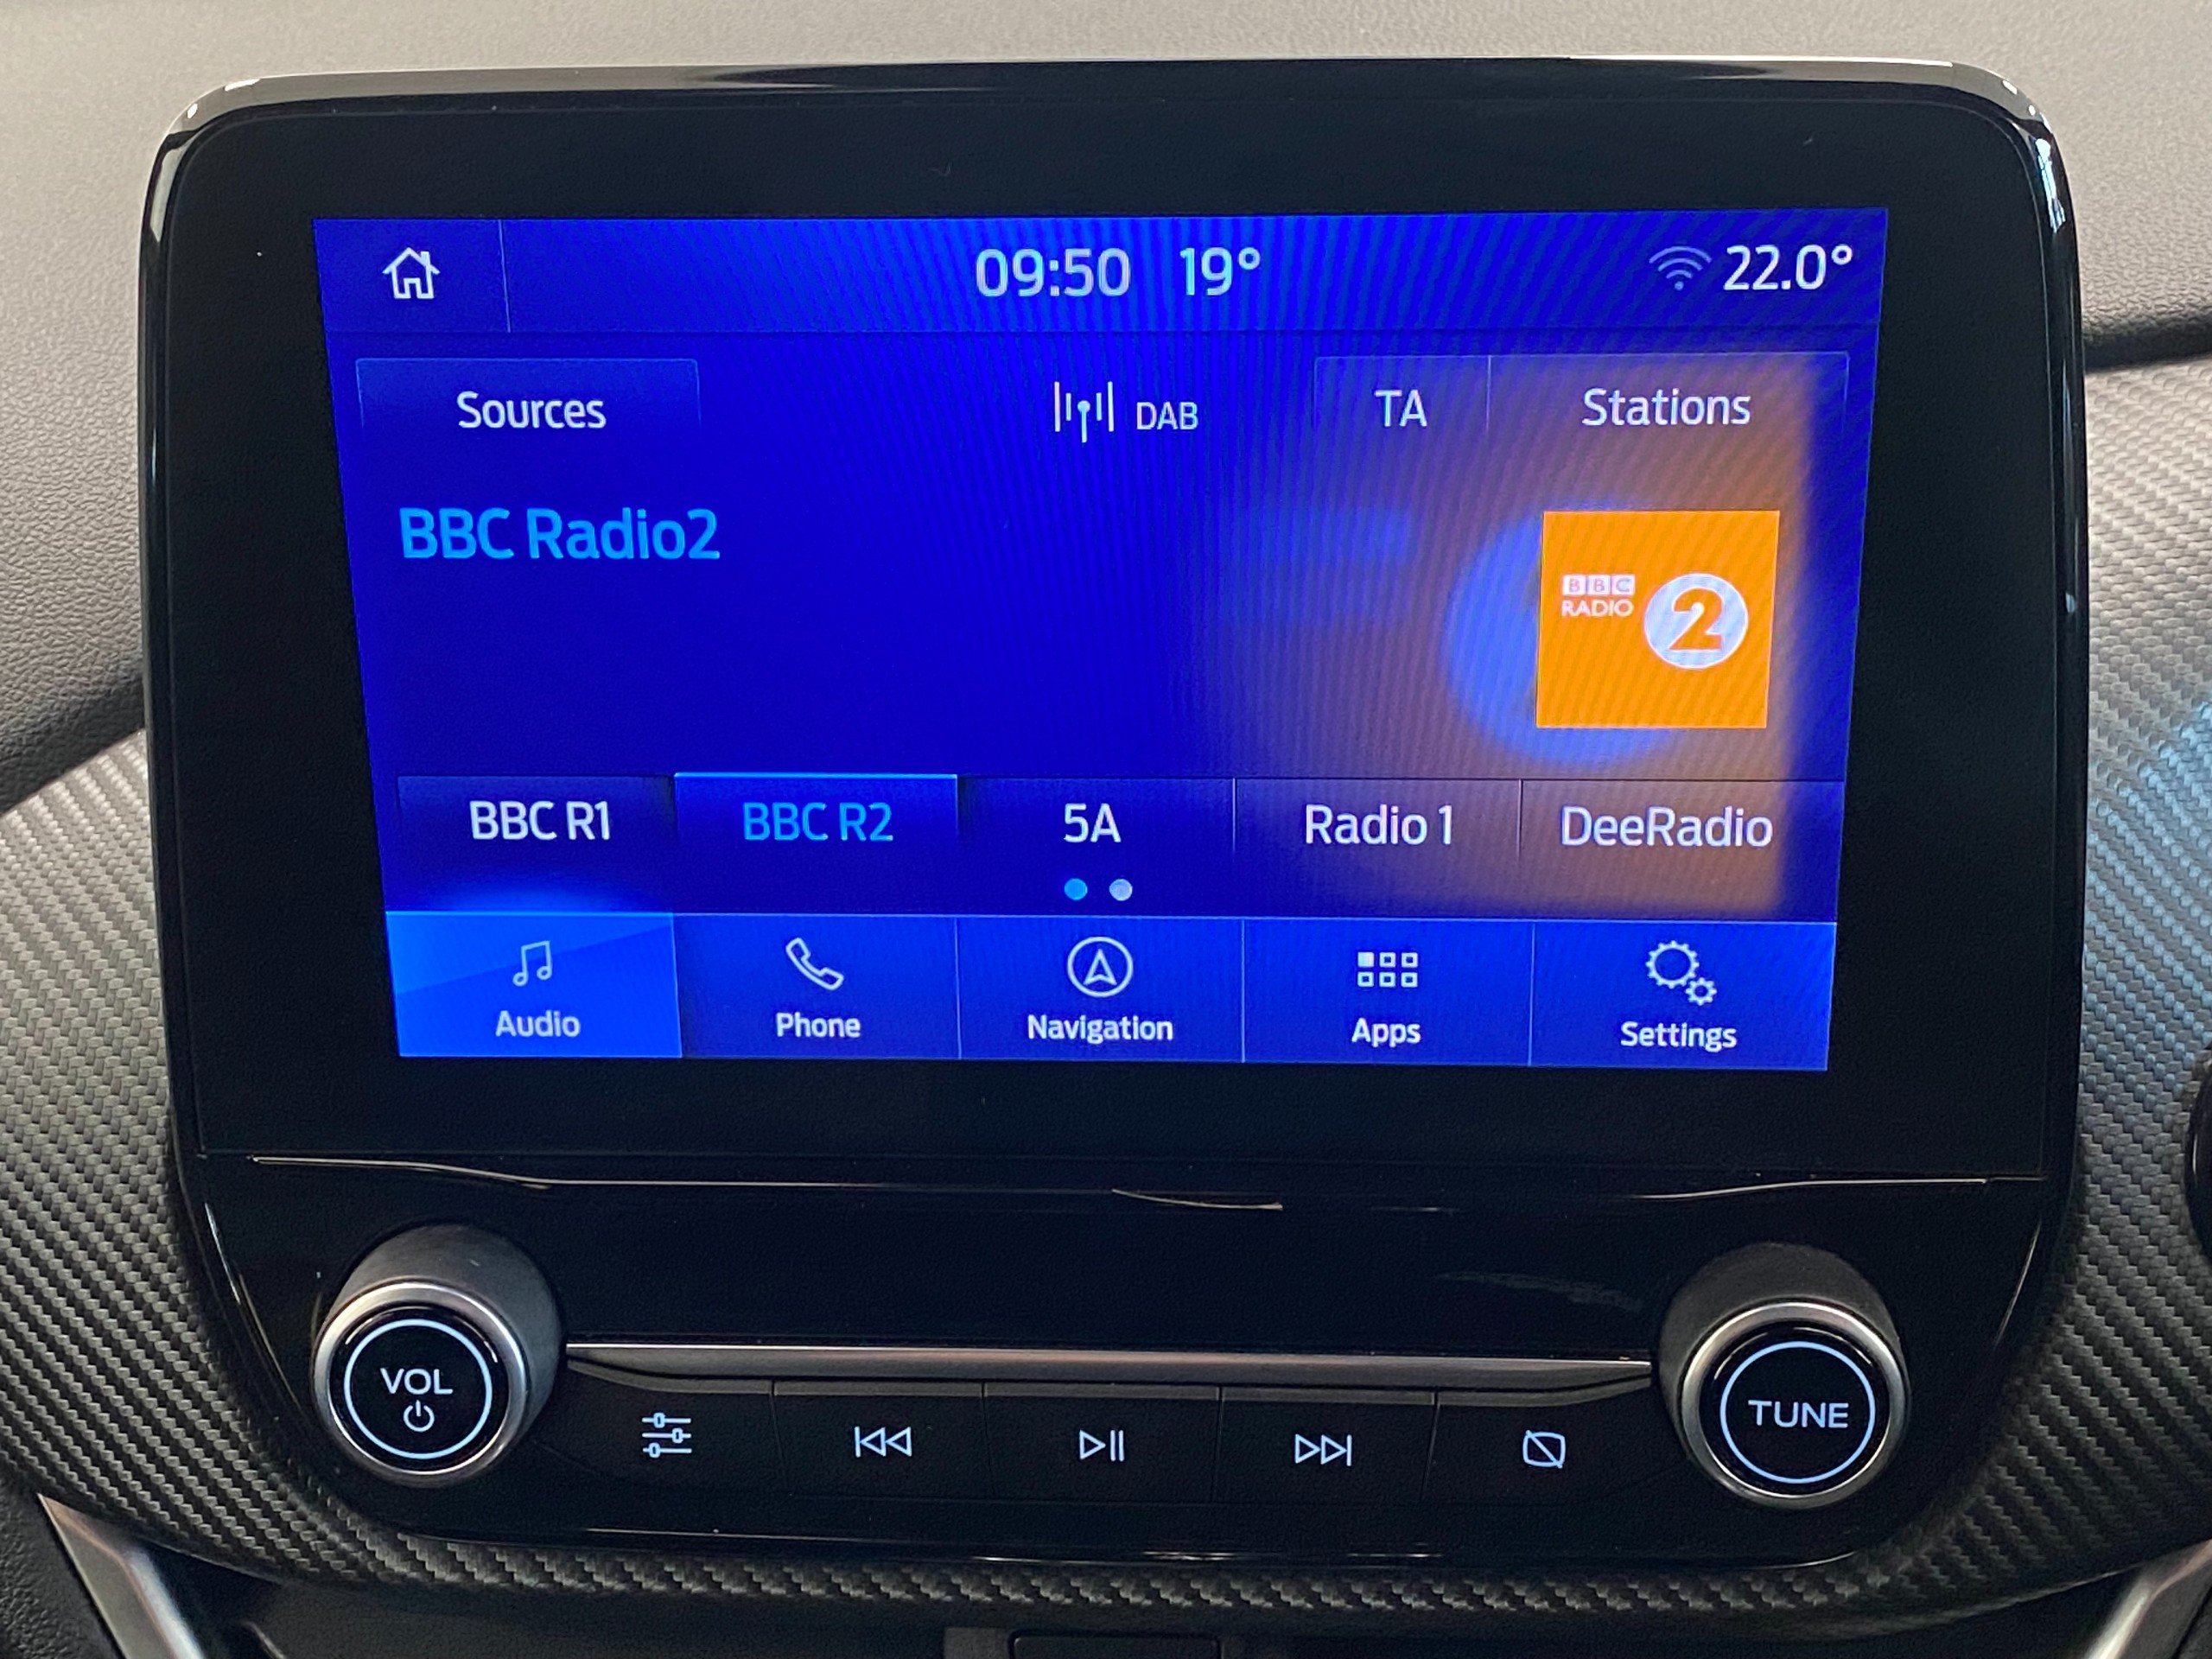 09:50 19° 22.0°
Sources DAB TA Stations
BBC Radio2
BBC
RADIO 2
BBC R1 BBC R2 5A Radio 1 DeeRadio
Audio Phone Navigation Apps Settings
VOL
TUNE